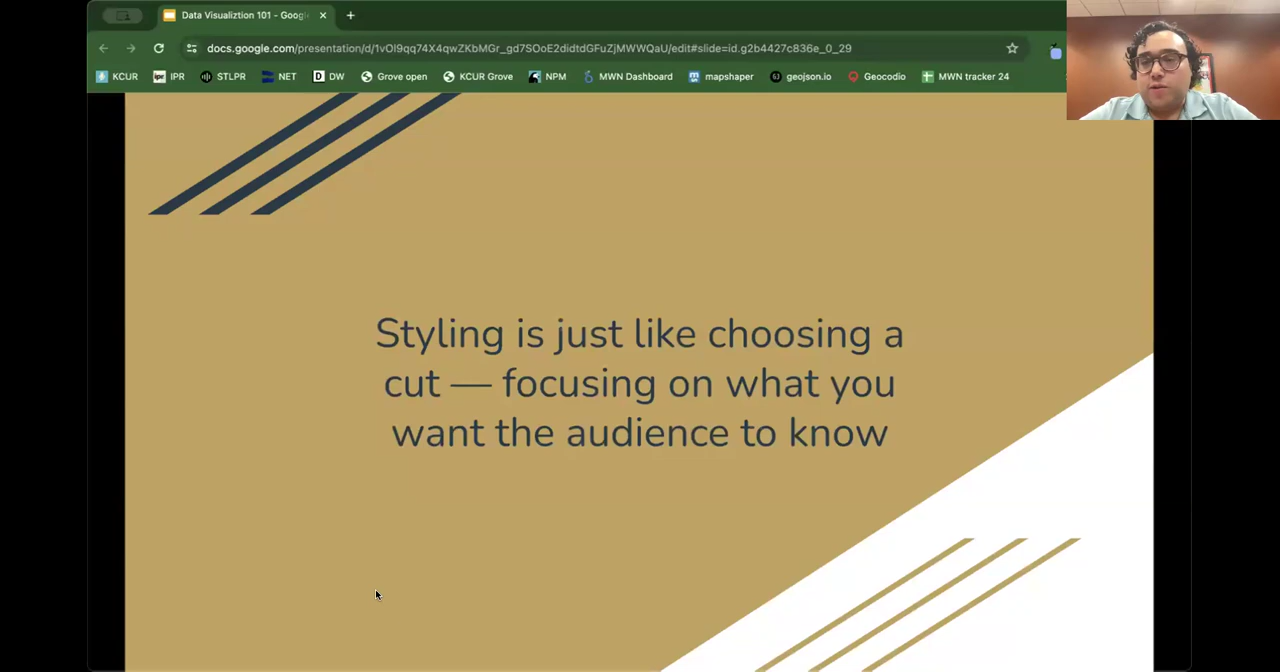 Data Visualiztion 101 - Goog
docs.google.com/presentation/d/1vOl9qq74X4qwZKbMGr_gd7SOoE2didtdGFuZjMWWQaU/edit#slide=id.g2b4427c836e_0_29
KCUR IPR STLPR NET DW Grove open KCUR Grove NPM MWN Dashboard mapshaper geojson.io Geocodio MWN tracker 24
Styling is just like choosing a
cut — focusing on what you
want the audience to know